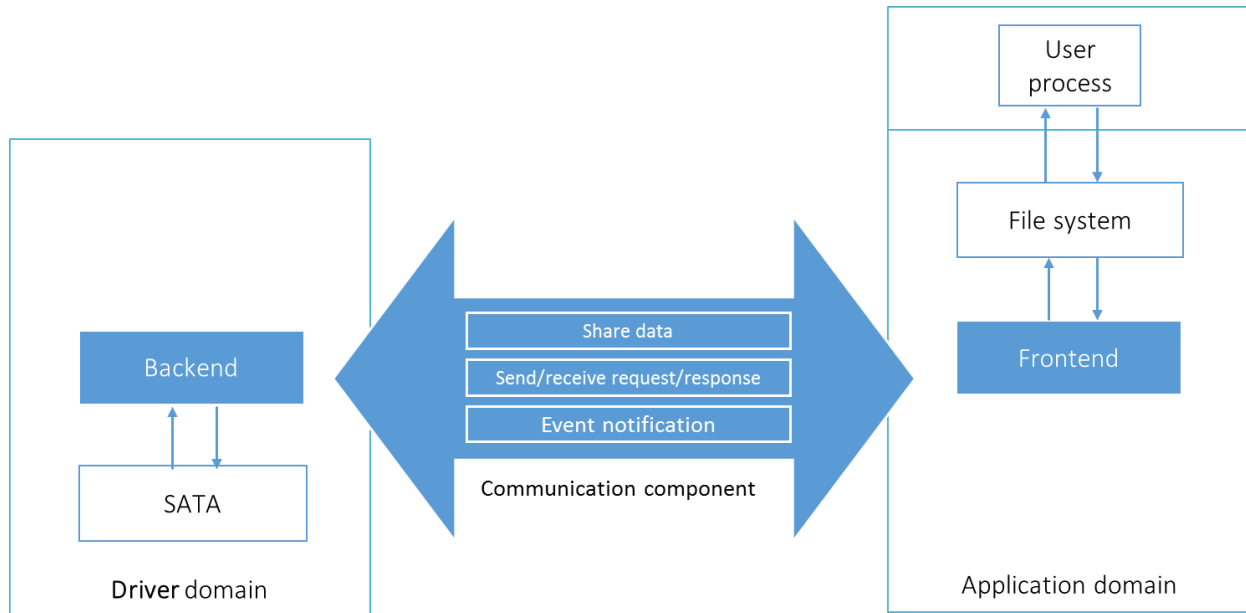 User
process
File system
Frontend
Application domain
Share data
Send/receive request/response
Event notification
Communication component
Backend
SATA
Driver domain